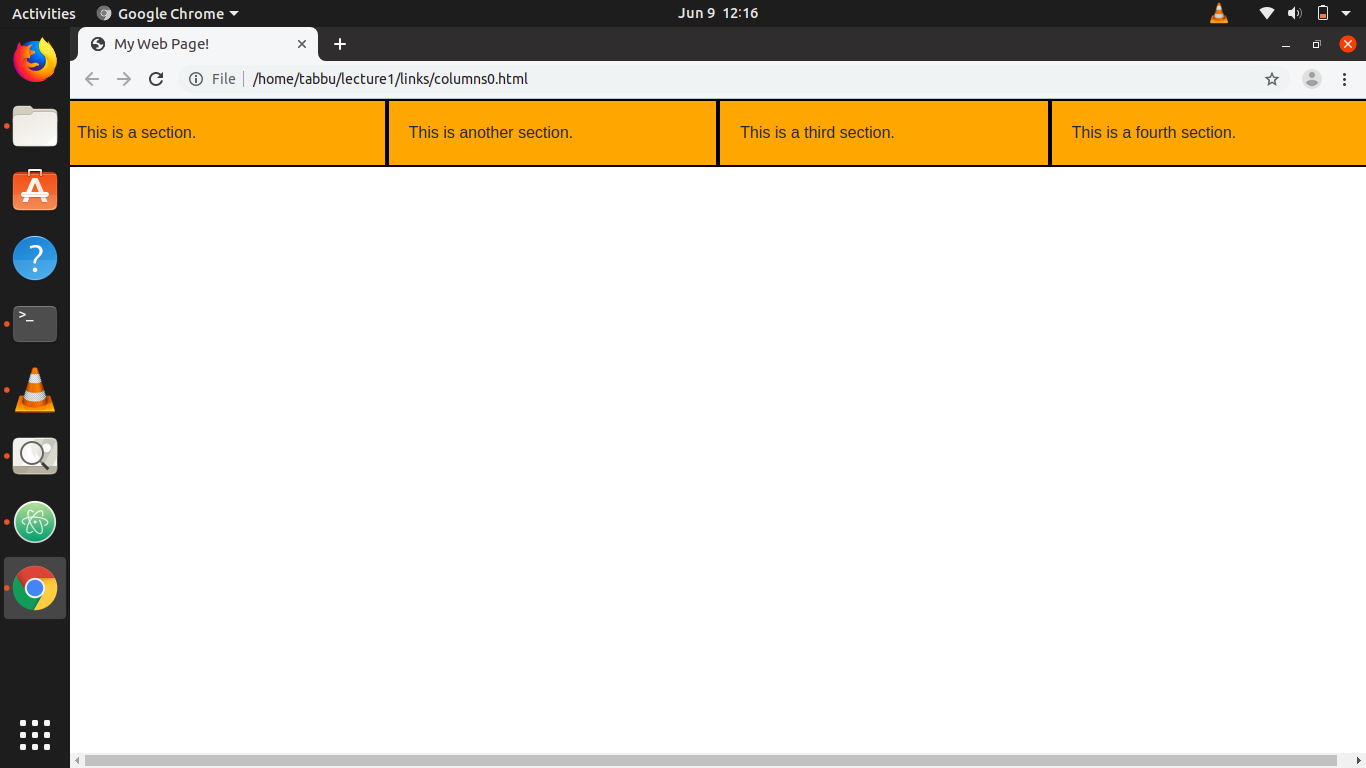 Activities Google Chrome Jun 9 12:16
My Web Page!
File /home/tabbu/lecture1/links/columns0.html
This is a section. This is another section. This is a third section. This is a fourth section.
?
>_